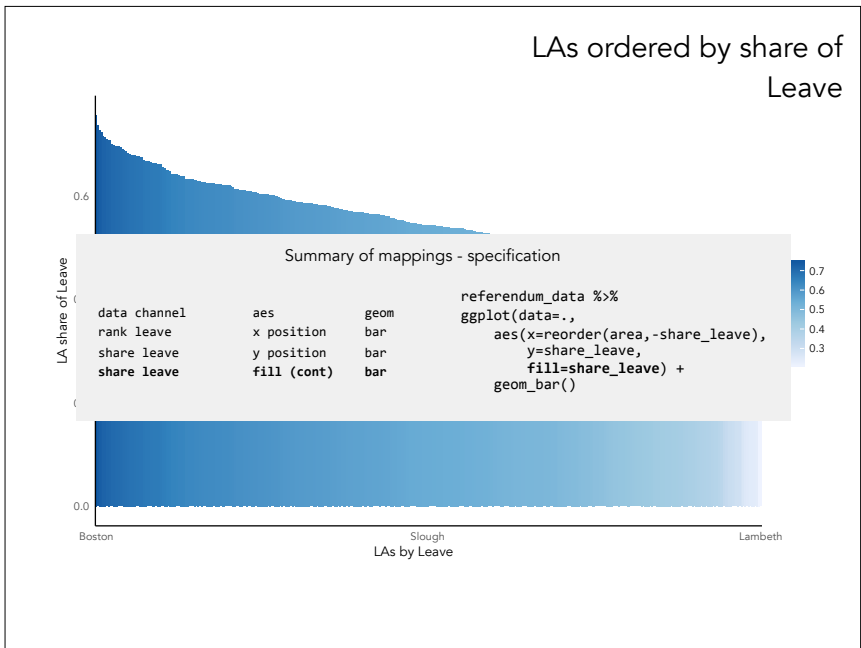 LAs ordered by share of
Leave
0.6
LA share of Leave
Summary of mappings - specification
data channel aes geom
rank leave x position bar
share leave y position bar
share leave fill (cont) bar
referendum_data %>%
ggplot(data=.,
aes(x=reorder(area,-share_leave),
y=share_leave,
fill=share_leave) +
geom_bar()
0.7
0.6
0.5
0.4
0.3
0.0
Boston Slough Lambeth
LAs by Leave